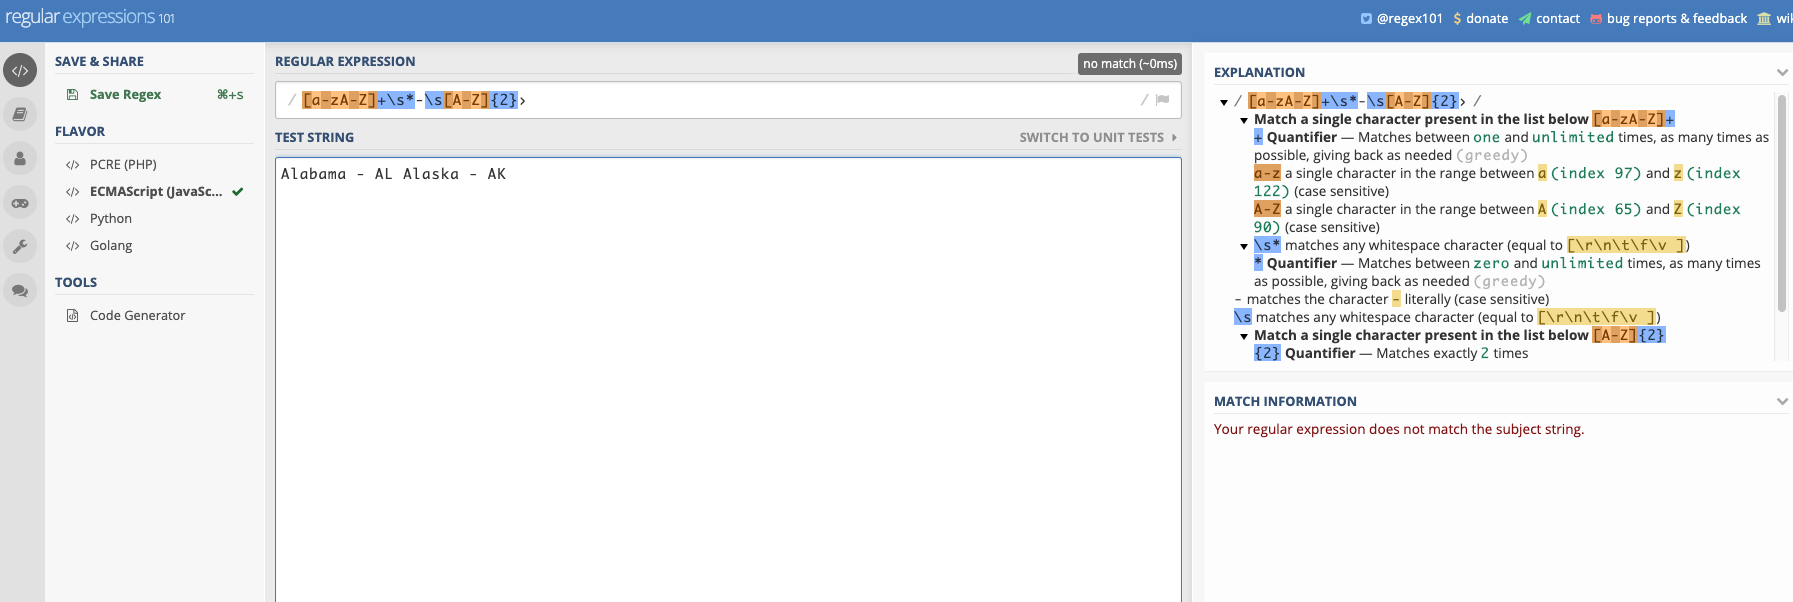 regular expressions 101
@regex101 $ donate contact bug reports & feedback wil
SAVE & SHARE
Save Regex ⌘+s
FLAVOR
</> PCRE (PHP)
</> ECMAScript (JavaSc...
</> Python
</> Golang
TOOLS
Code Generator
REGULAR EXPRESSION
no match (~0ms)
/ [a-zA-Z]+\s*-\s[A-Z]{2}> /
TEST STRING
SWITCH TO UNIT TESTS
Alabama - AL Alaska - AK
EXPLANATION
/ [a-zA-Z]+\s*-\s[A-Z]{2}> /
Match a single character present in the list below [a-zA-Z]+
+ Quantifier — Matches between one and unlimited times, as many times as
possible, giving back as needed (greedy)
a-z a single character in the range between a (index 97) and z (index
122) (case sensitive)
A-Z a single character in the range between A (index 65) and Z (index
90) (case sensitive)
\s* matches any whitespace character (equal to [\r\n\t\f\v ])
* Quantifier — Matches between zero and unlimited times, as many times
as possible, giving back as needed (greedy)
- matches the character - literally (case sensitive)
\s matches any whitespace character (equal to [\r\n\t\f\v ])
Match a single character present in the list below [A-Z]{2}
{2} Quantifier — Matches exactly 2 times
MATCH INFORMATION
Your regular expression does not match the subject string.